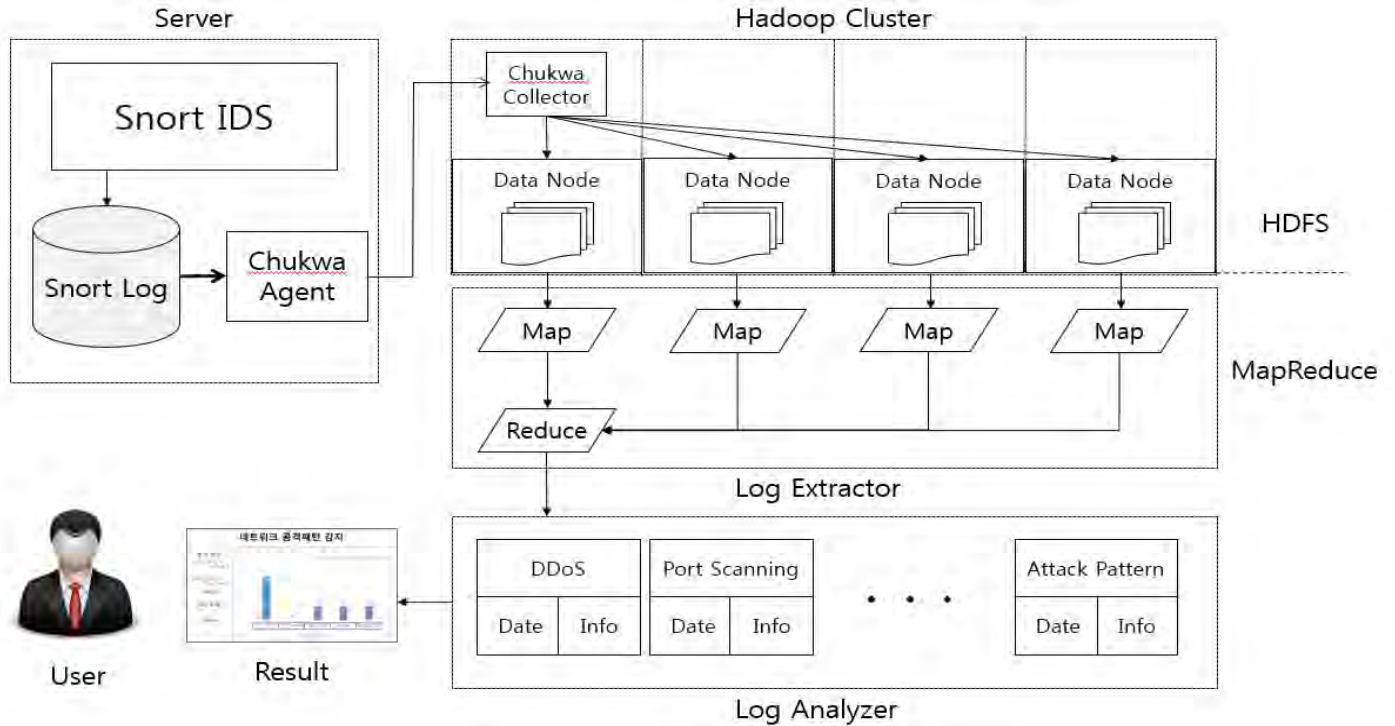 Server
Hadoop Cluster
Snort IDS
Chukwa
Collector
Data Node
Data Node
Data Node
Data Node
HDFS
Snort Log
Chukwa
Agent
Map
Map
Map
Map
MapReduce
Reduce
Log Extractor
네트워크 공격패턴 감지
DDoS
Port Scanning
• • •
Attack Pattern
Date
Info
Date
Info
Date
Info
User
Result
Log Analyzer